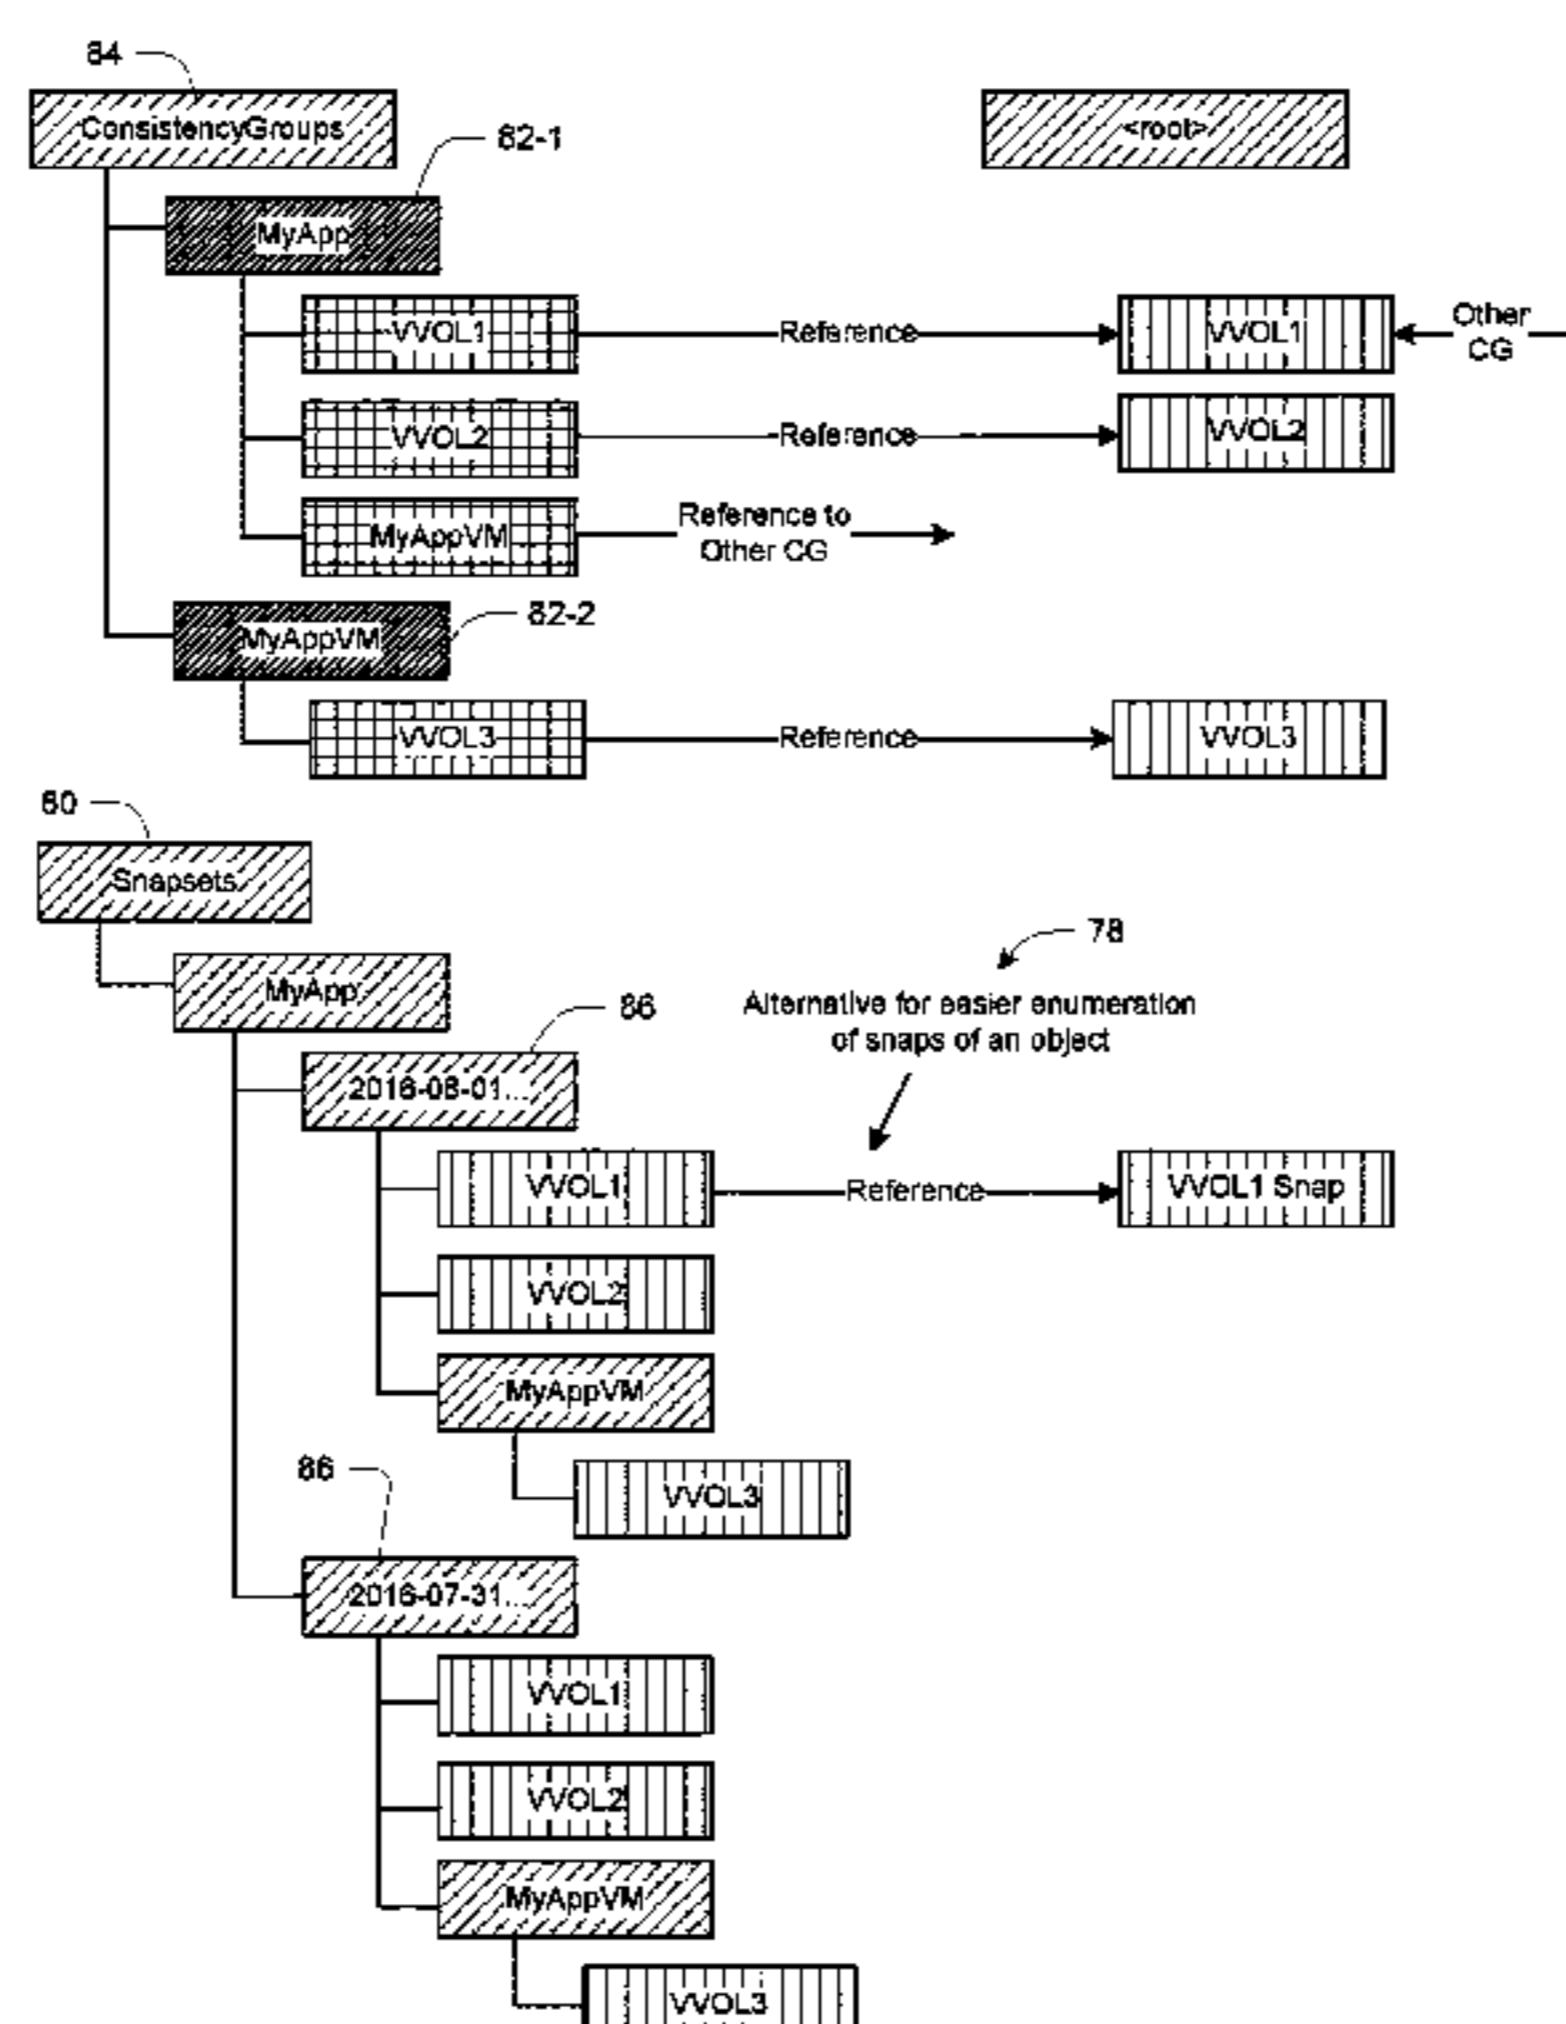 84
ConsistencyGroups
<root>
82-1
MyApp
VVOL1
Reference
VVOL1
Other
CG
VVOL2
Reference
VVOL2
MyAppVM
Reference to
Other CG
82-2
MyAppVM
VVOL3
Reference
VVOL3
80
Snapsets
78
MyApp
Alternative for easier enumeration
of snaps of an object
86
2016-08-01...
VVOL1
Reference
VVOL1 Snap
VVOL2
MyAppVM
86
VVOL3
2016-07-31...
VVOL1
VVOL2
MyAppVM
VVOL3